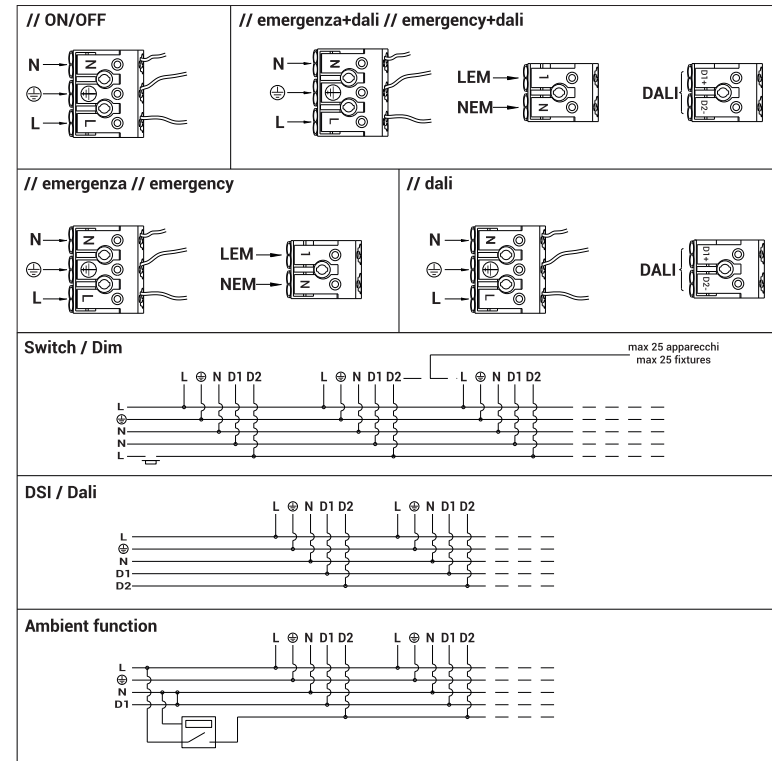 // ON/OFF
N
N
⏚
L
L
// emergenza+dali // emergency+dali
N
N
⏚
L
L
LEM
L
NEM
N
DALI
D1+
D2-
// emergenza // emergency
N
N
⏚
L
L
LEM
L
NEM
N
// dali
N
N
⏚
L
L
DALI
D1+
D2-
Switch / Dim
max 25 apparecchi
max 25 fixtures
L ⏚ N D1 D2
L ⏚ N D1 D2
L ⏚ N D1 D2
L
⏚
N
N
L
DSI / Dali
L ⏚ N D1 D2
L ⏚ N D1 D2
L
⏚
N
D1
D2
Ambient function
L ⏚ N D1 D2
L ⏚ N D1 D2
L
⏚
N
D1